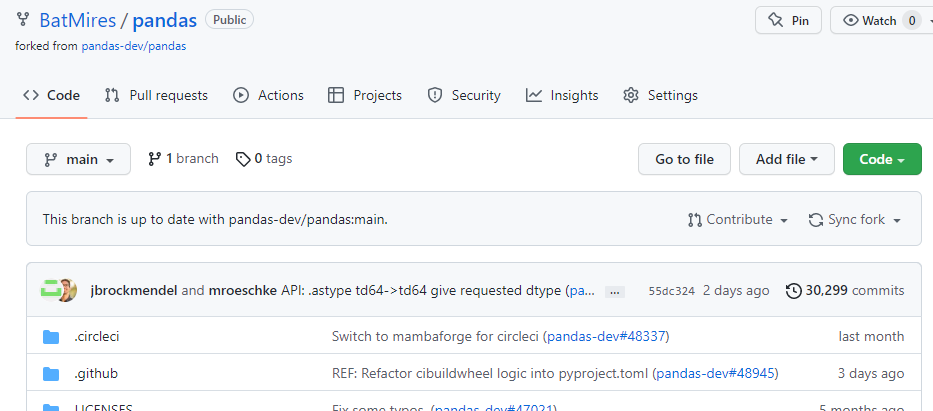 BatMires / pandas Public Pin Watch 0
forked from pandas-dev/pandas
Code Pull requests Actions Projects Security Insights Settings
main 1 branch 0 tags Go to file Add file Code
This branch is up to date with pandas-dev/pandas:main. Contribute Sync fork
jbrockmendel and mroeschke API: .astype td64->td64 give requested dtype (pa... ... 55dc324 2 days ago 30,299 commits
.circleci Switch to mambaforge for circleci (pandas-dev#48337) last month
.github REF: Refactor cibuildwheel logic into pyproject.toml (pandas-dev#48945) 3 days ago
LICENSES Fix some typos. (pandas-dev#47021) 5 months ago